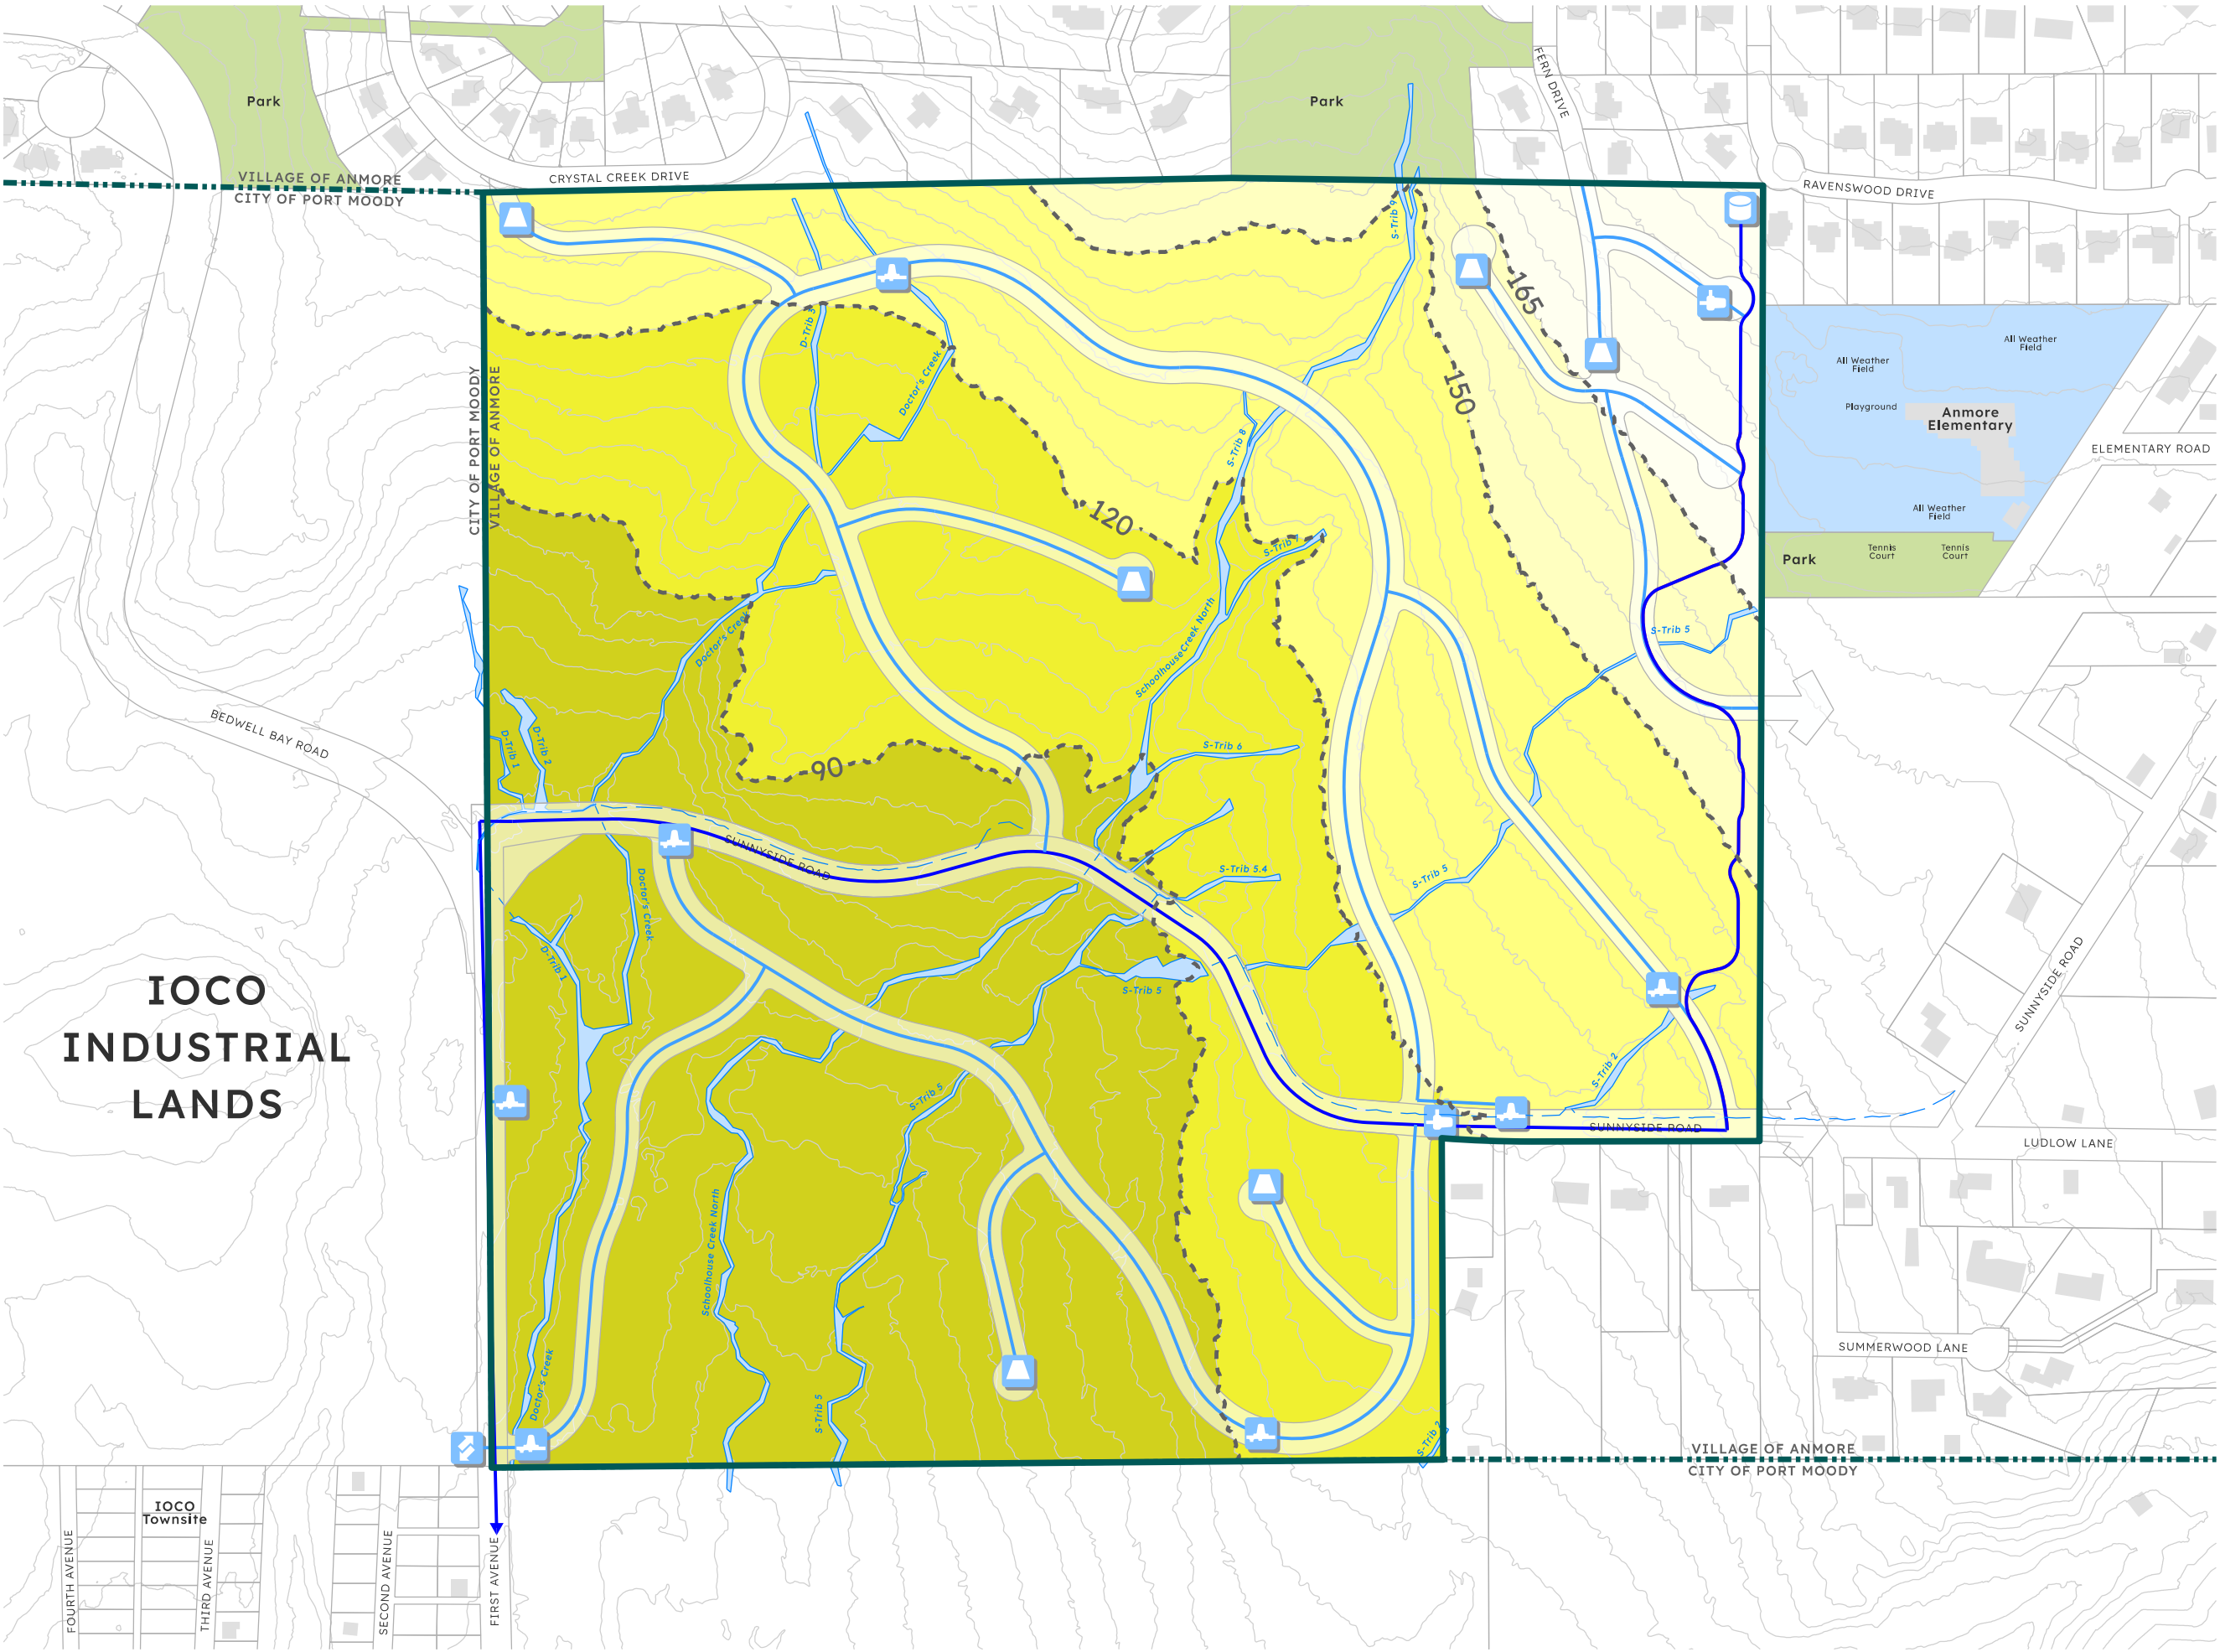 Park
Park
FERN DRIVE
VILLAGE OF ANMORE
CITY OF PORT MOODY
CRYSTAL CREEK DRIVE
RAVENSWOOD DRIVE
S-Trib 9
165
D-Trib 3
Doctor's Creek
150
All Weather
Field
All Weather
Field
Playground
Anmore
Elementary
All Weather
Field
ELEMENTARY ROAD
CITY OF PORT MOODY
VILLAGE OF ANMORE
S-Trib 8
120
S-Trib 7
Park
Tennis
Court
Tennis
Court
Doctor's Creek
Schoolhouse Creek North
S-Trib 5
BEDWELL BAY ROAD
D-Trib 1
D-Trib 2
90
S-Trib 6
SUNNYSIDE ROAD
S-Trib 5.4
S-Trib 5
Doctor's Creek
D-Trib 1
S-Trib 5
SUNNYSIDE ROAD
IOCO
INDUSTRIAL
LANDS
S-Trib 5
S-Trib 2
SUNNYSIDE ROAD
LUDLOW LANE
Schoolhouse Creek North
SUMMERWOOD LANE
Doctor's Creek
S-Trib 5
S-Trib 2
VILLAGE OF ANMORE
CITY OF PORT MOODY
IOCO
Townsite
FOURTH AVENUE
THIRD AVENUE
SECOND AVENUE
FIRST AVENUE